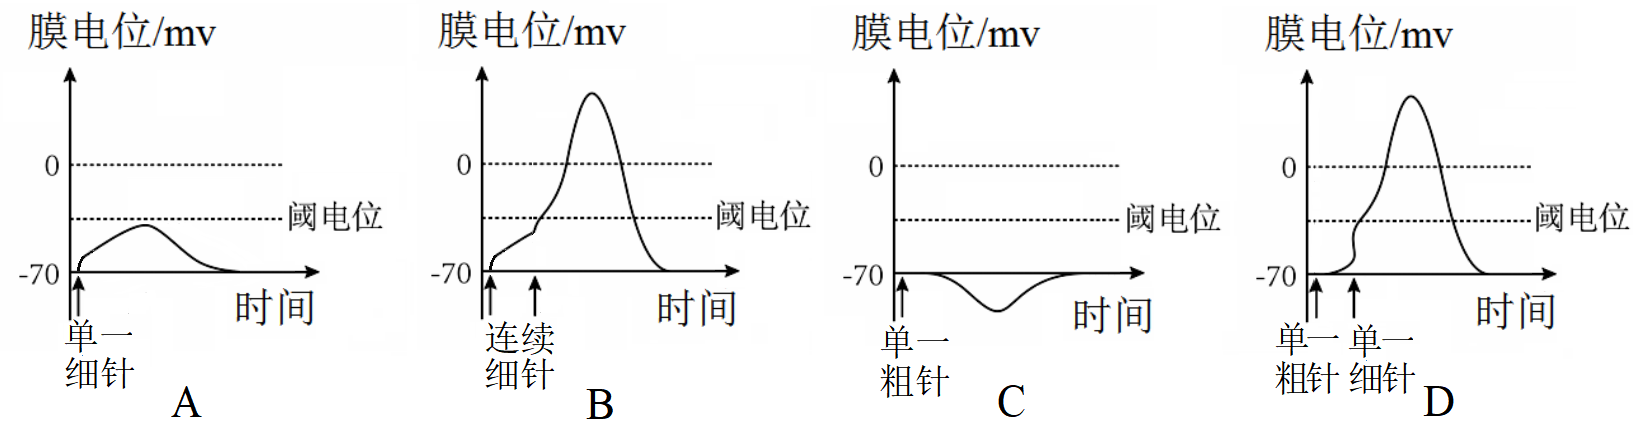 膜电位/mv
0
阈电位
-70
时间
单一
细针
A
膜电位/mv
0
阈电位
-70
时间
连续
细针
B
膜电位/mv
0
阈电位
-70
时间
单一
粗针
C
膜电位/mv
0
阈电位
-70
时间
单一 单一
粗针 细针
D